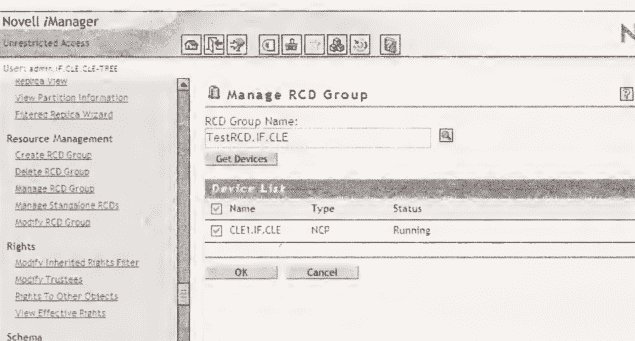 Novell iManager
Unrestricted Access
N
User: admin.IF.CLE.CLE-TREE
Replica View
View Partition Information
Filtered Replica Wizard
Resource Management
Create RCD Group
Delete RCD Group
Manage RCD Group
Manage Standalone RCDs
Modify RCD Group
Rights
Modify Inherited Rights Filter
Modify Trustees
Rights To Other Objects
View Effective Rights
Schema
Manage RCD Group
?
RCD Group Name:
TestRCD.IF.CLE
Get Devices
Device List
Name Type Status
CLE1.IF.CLE NCP Running
OK Cancel